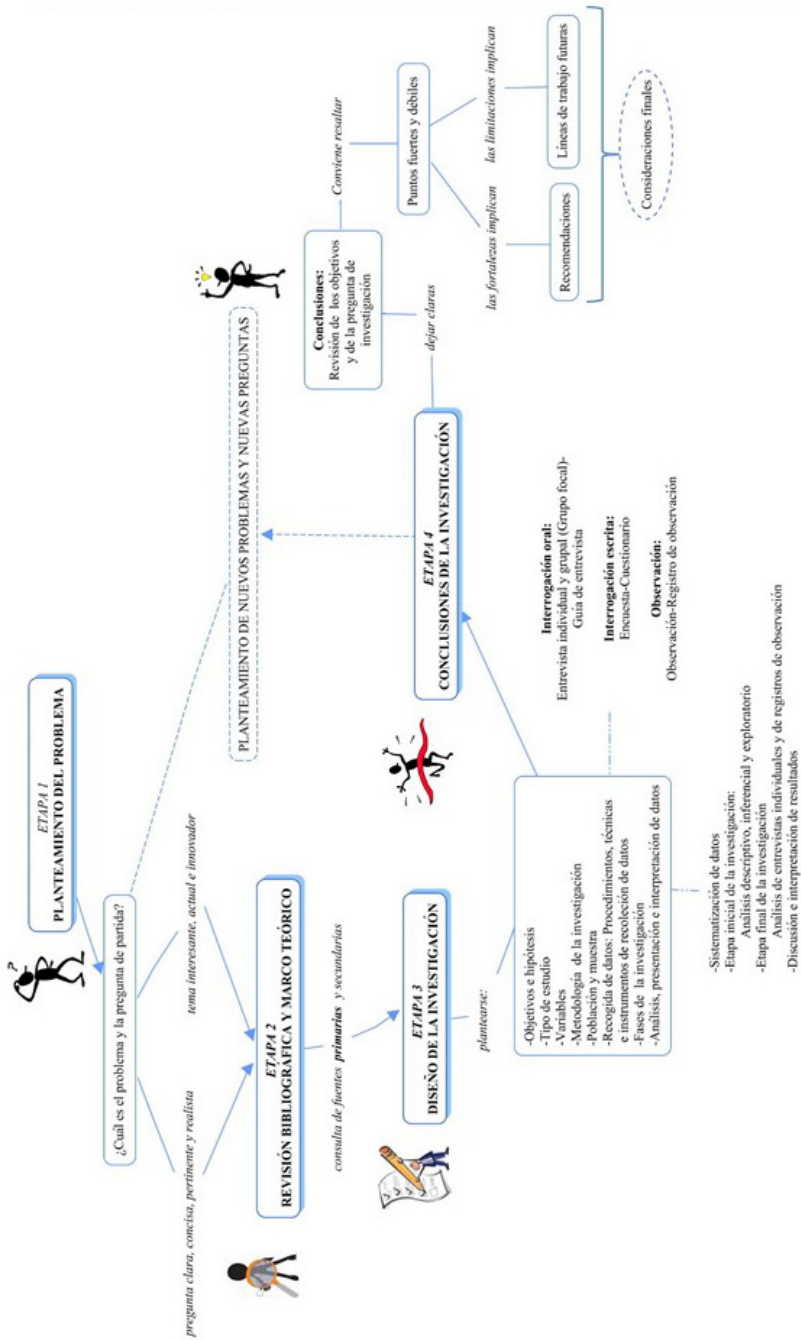 ETAPA 1
PLANTEAMIENTO DEL PROBLEMA
¿Cuál es el problema y la pregunta de partida?
pregunta clara, concisa, pertinente y realista
tema interesante, actual e innovador
ETAPA 2
REVISIÓN BIBLIOGRÁFICA Y MARCO TEÓRICO
consulta de fuentes primarias y secundarias
ETAPA 3
DISEÑO DE LA INVESTIGACIÓN
plantearse:
-Objetivos e hipótesis
-Tipo de estudio
-Variables
-Metodología de la investigación
-Población y muestra
-Recogida de datos: Procedimientos, técnicas
e instrumentos de recoleción de datos
-Fases de la investigación
-Análisis, presentación e interpretación de datos
-Sistematización de datos
-Etapa inicial de la investigación:
Análisis descriptivo, inferencial y exploratorio
-Etapa final de la investigación
Análisis de entrevistas individuales y de registros de observación
-Discusión e interpretación de resultados
Interrogación oral:
Entrevista individual y grupal (Grupo focal)-
Guía de entrevista
Interrogación escrita:
Encuesta-Cuestionario
Observación:
Observación-Registro de observación
ETAPA 4
CONCLUSIONES DE LA INVESTIGACIÓN
PLANTEAMIENTO DE NUEVOS PROBLEMAS Y NUEVAS PREGUNTAS
dejar claras
Conclusiones:
Revisión de los objetivos
y de la pregunta de
investigación
Conviene resaltar
Puntos fuertes y débiles
las fortalezas implican
las limitaciones implican
Recomendaciones
Líneas de trabajo futuras
Consideraciones finales